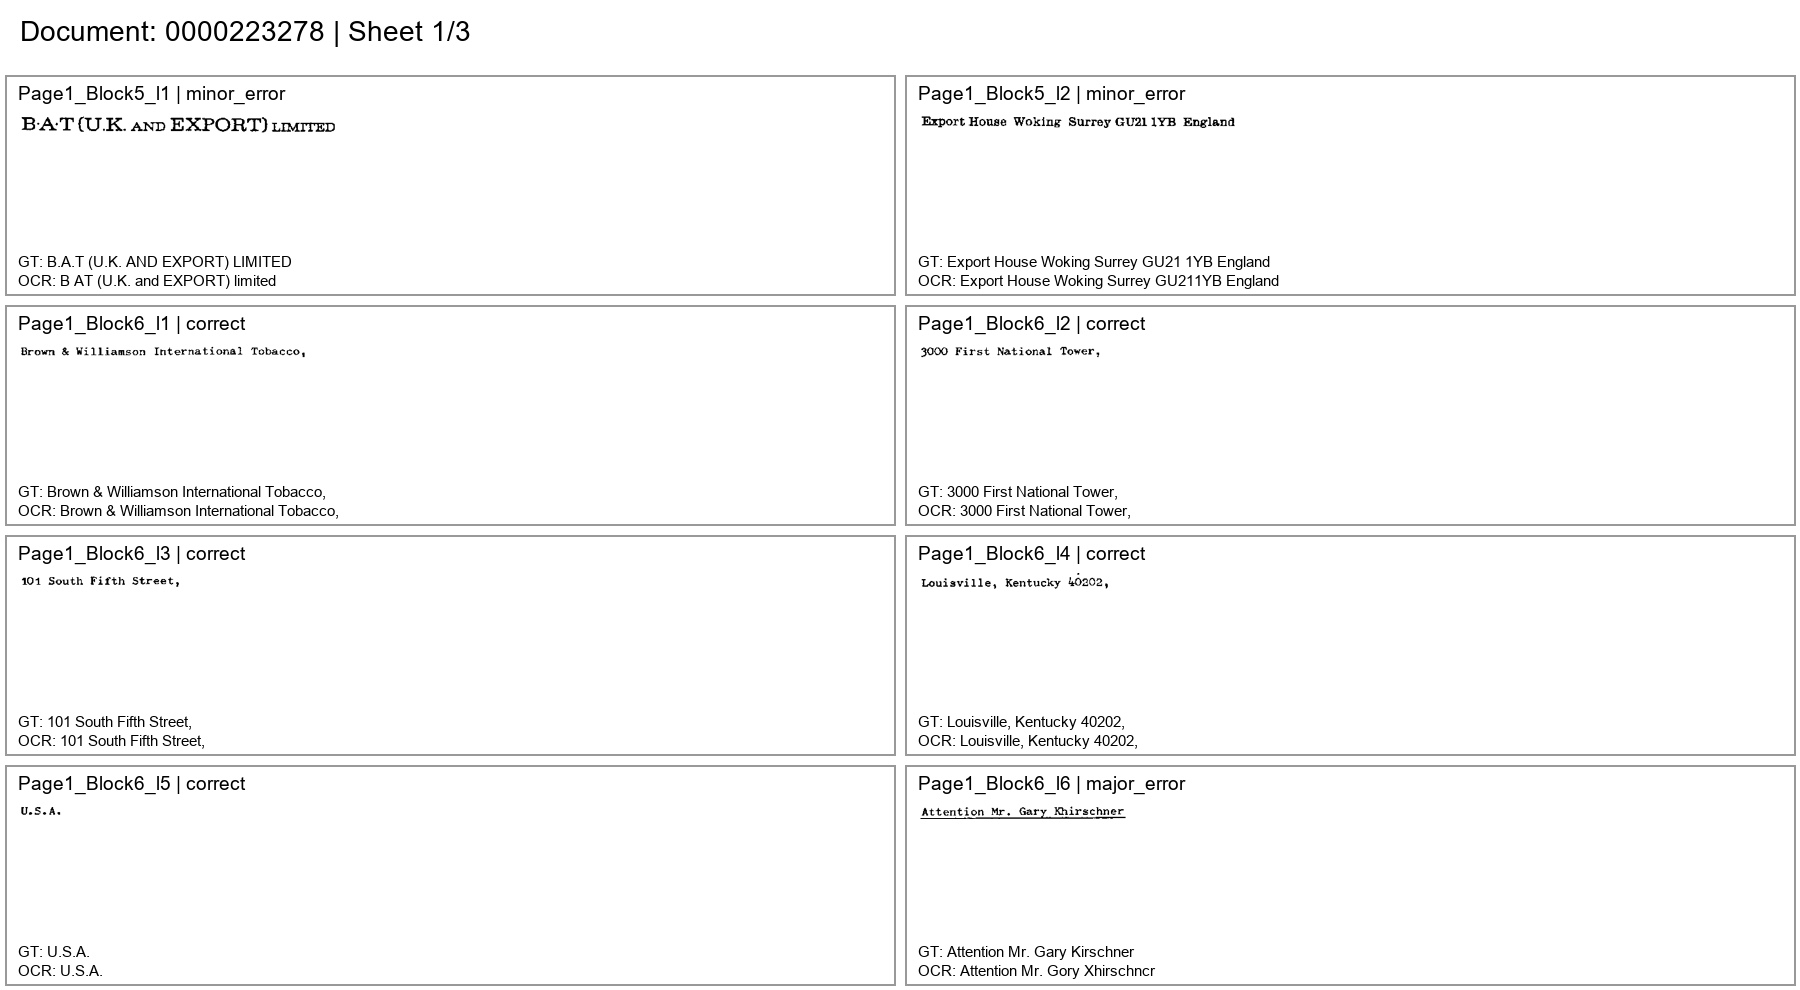 Document: 0000223278 | Sheet 1/3
Page1_Block5_l1 | minor_error
B·A·T (U.K. AND EXPORT) LIMITED
GT: B.A.T (U.K. AND EXPORT) LIMITED
OCR: B AT (U.K. and EXPORT) limited
Page1_Block5_l2 | minor_error
Export House Woking Surrey GU21 1YB England
GT: Export House Woking Surrey GU21 1YB England
OCR: Export House Woking Surrey GU211YB England
Page1_Block6_l1 | correct
Brown & Williamson International Tobacco,
GT: Brown & Williamson International Tobacco,
OCR: Brown & Williamson International Tobacco,
Page1_Block6_l2 | correct
3000 First National Tower,
GT: 3000 First National Tower,
OCR: 3000 First National Tower,
Page1_Block6_l3 | correct
101 South Fifth Street,
GT: 101 South Fifth Street,
OCR: 101 South Fifth Street,
Page1_Block6_l4 | correct
Louisville, Kentucky 40202,
GT: Louisville, Kentucky 40202,
OCR: Louisville, Kentucky 40202,
Page1_Block6_l5 | correct
U.S.A.
GT: U.S.A.
OCR: U.S.A.
Page1_Block6_l6 | major_error
Attention Mr. Gary Khirschner
GT: Attention Mr. Gary Kirschner
OCR: Attention Mr. Gory Xhirschncr